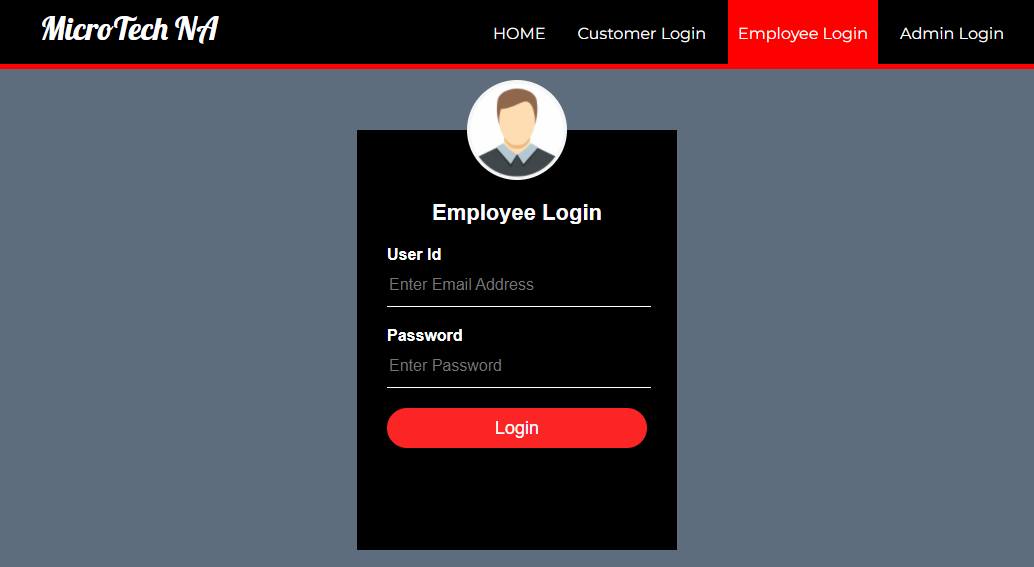 MicroTech NA
HOME Customer Login Employee Login Admin Login
Employee Login
User Id
Enter Email Address
Password
Enter Password
Login